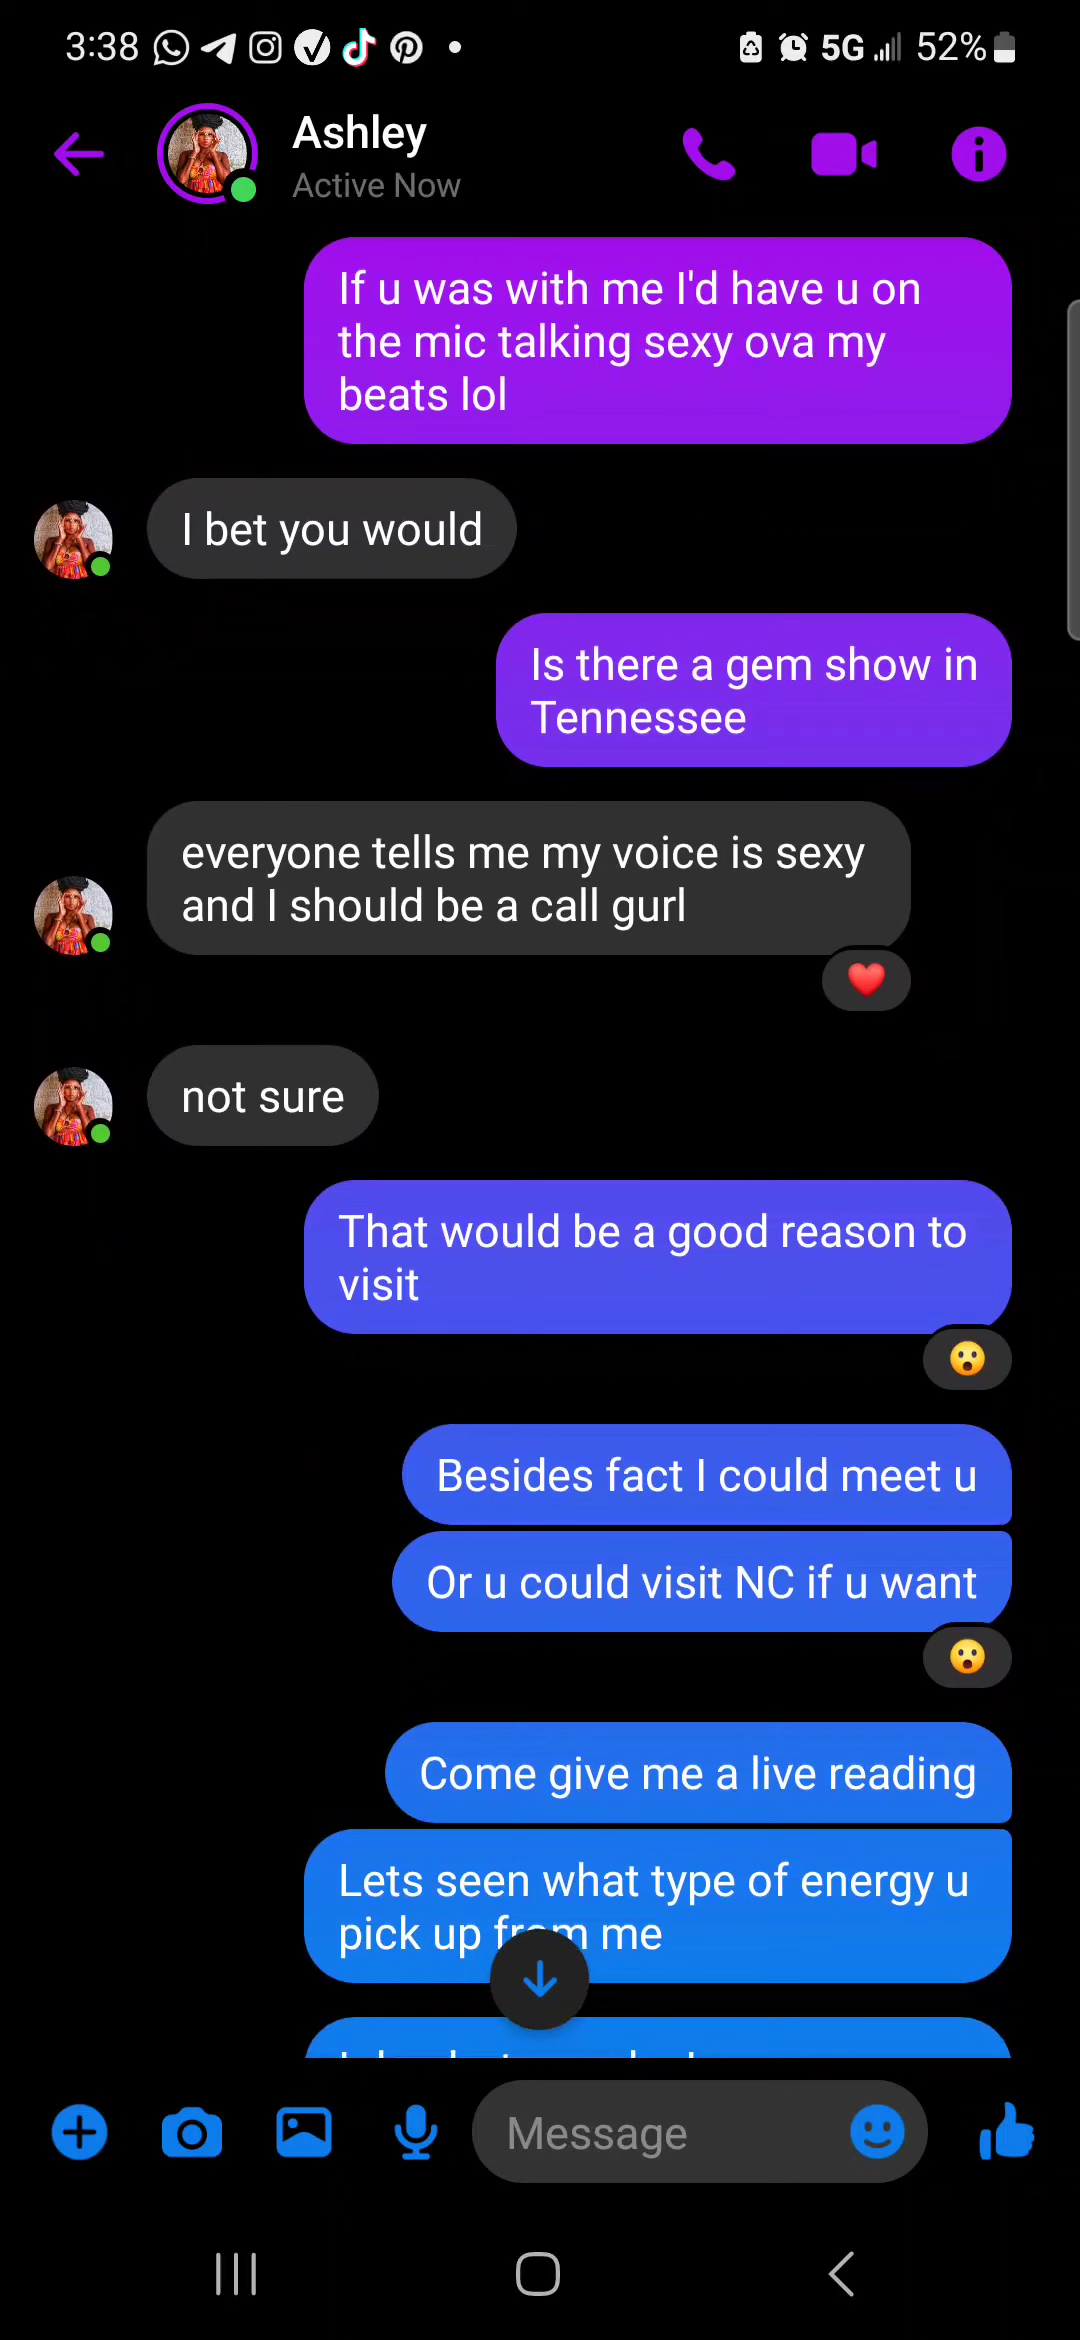 3:38
5G 52%
Ashley
Active Now
If u was with me I'd have u on
the mic talking sexy ova my
beats lol
I bet you would
Is there a gem show in
Tennessee
everyone tells me my voice is sexy
and I should be a call gurl
not sure
That would be a good reason to
visit
Besides fact I could meet u
Or u could visit NC if u want
Come give me a live reading
Lets seen what type of energy u
pick up from me
Message